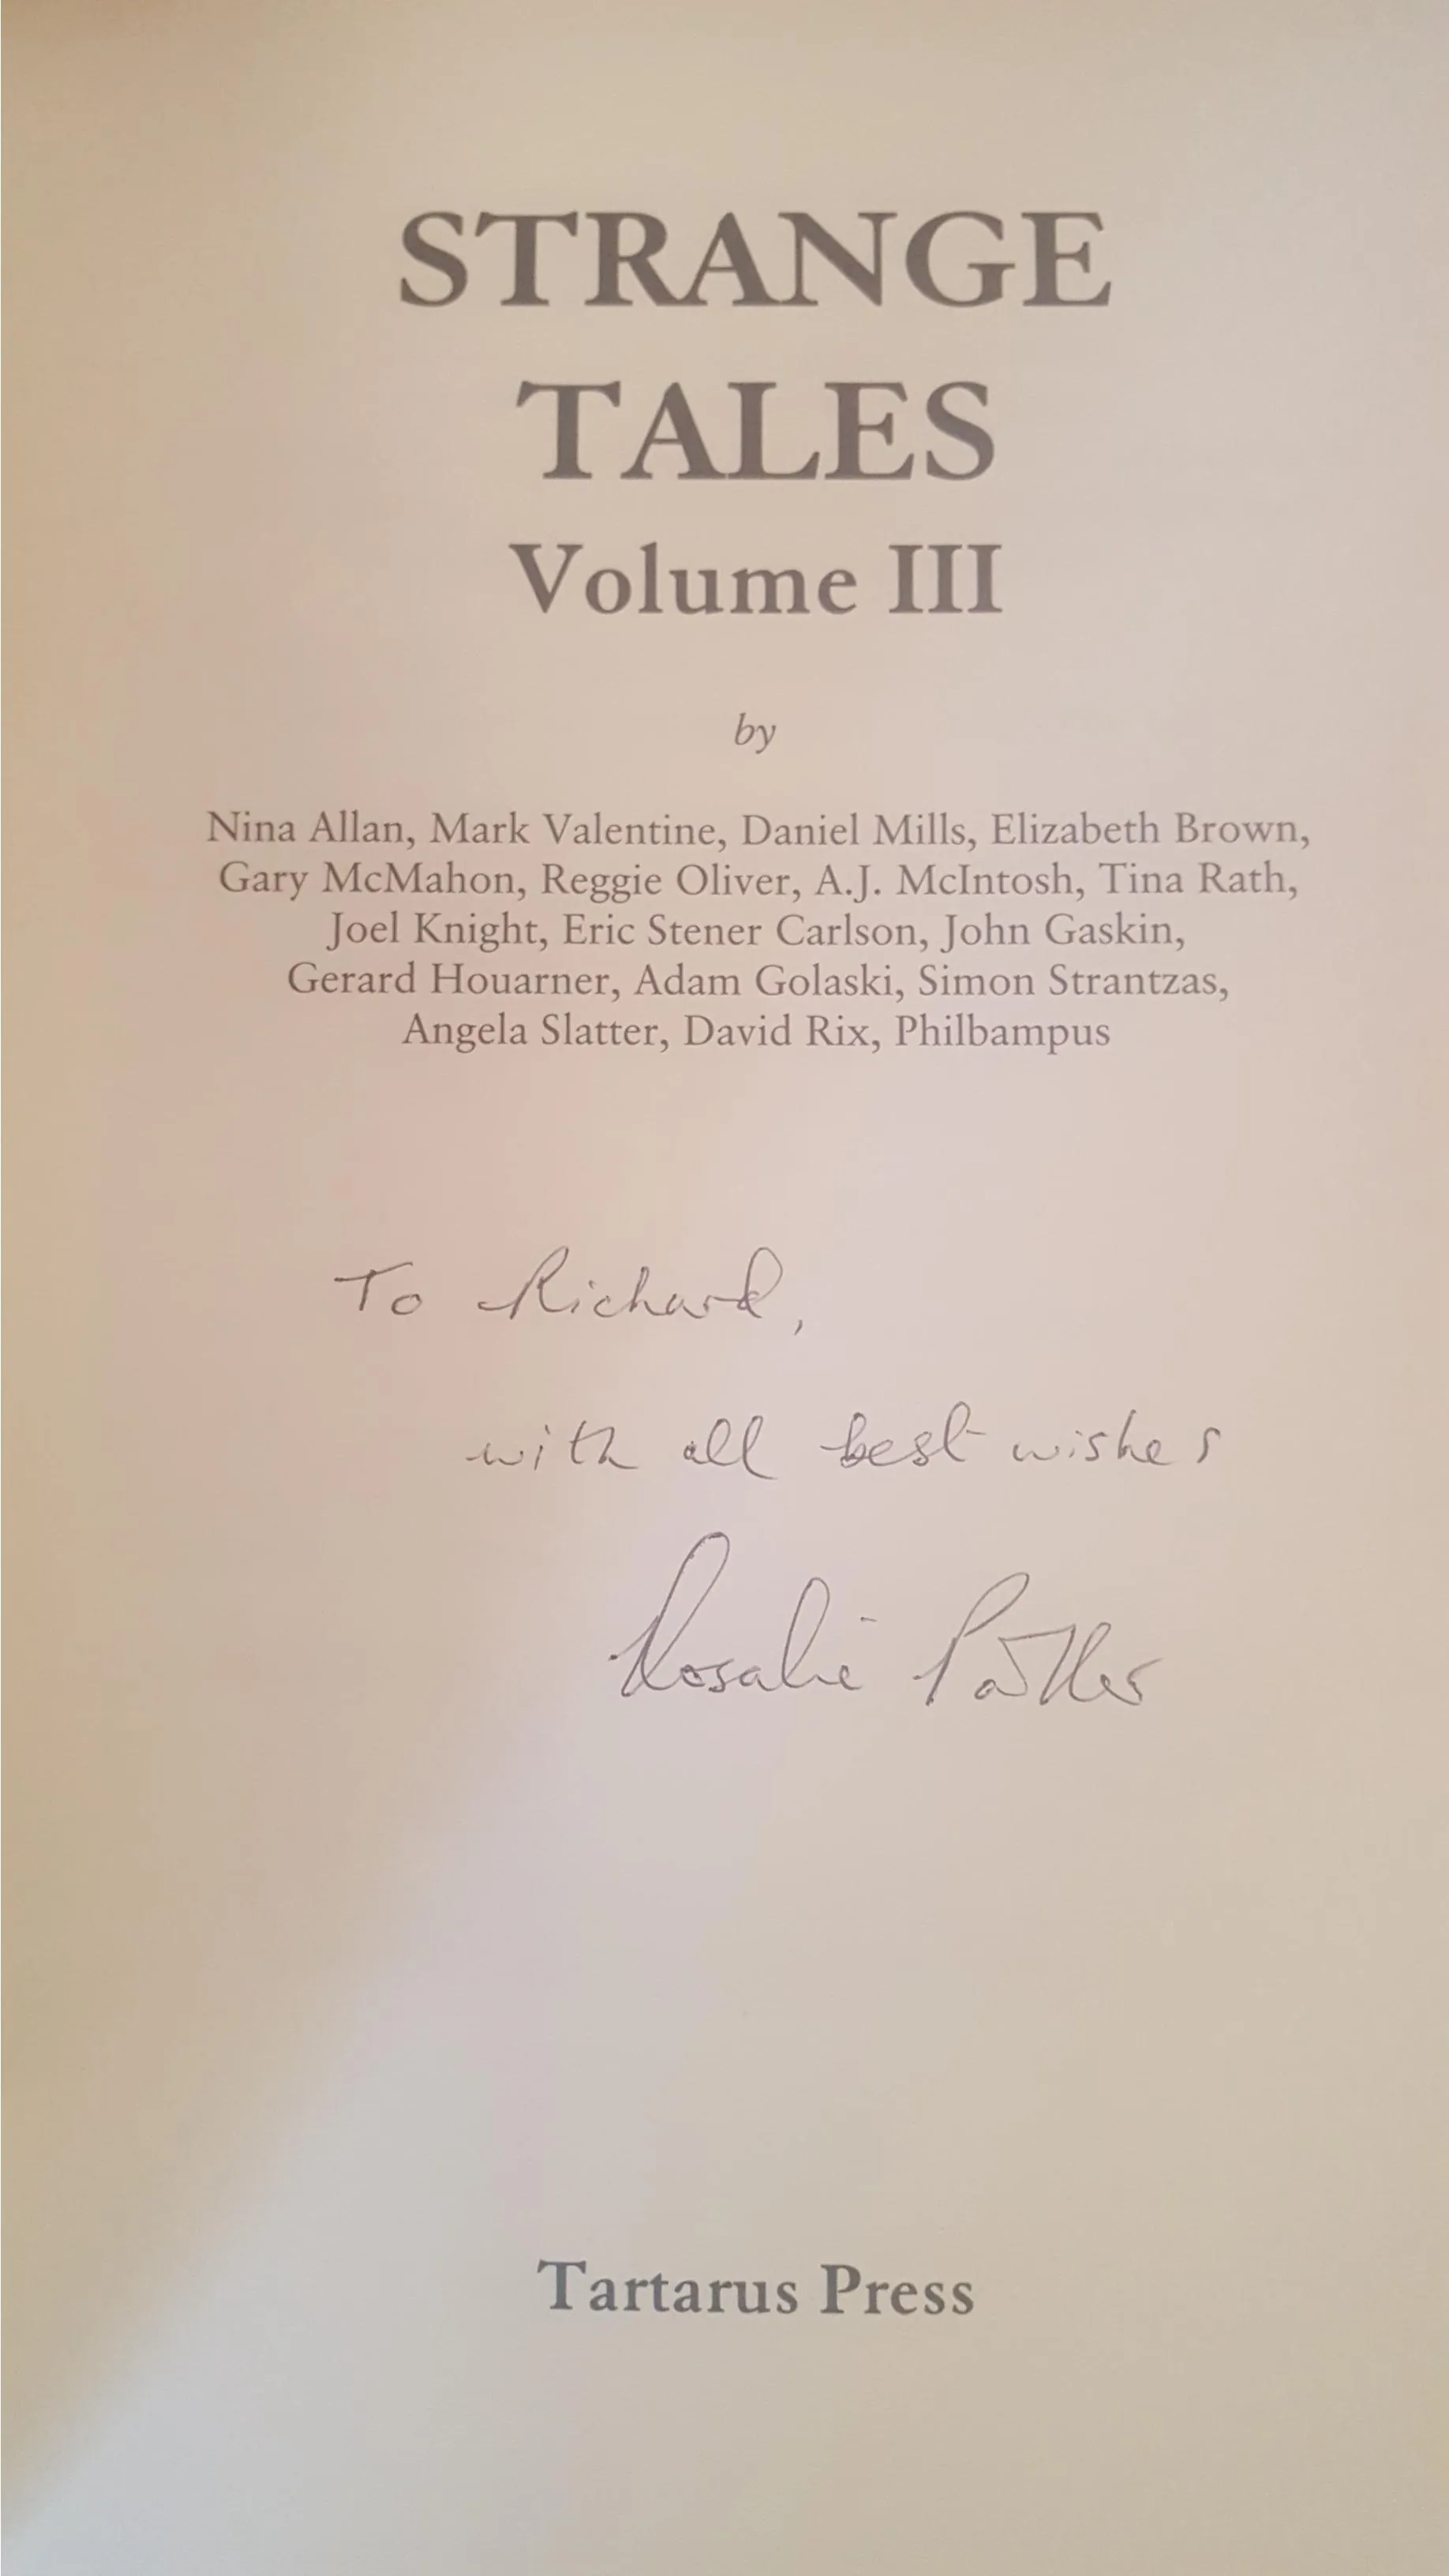 STRANGE
TALES
Volume III
by
Nina Allan, Mark Valentine, Daniel Mills, Elizabeth Brown,
Gary McMahon, Reggie Oliver, A.J. McIntosh, Tina Rath,
Joel Knight, Eric Stener Carlson, John Gaskin,
Gerard Houarner, Adam Golaski, Simon Strantzas,
Angela Slatter, David Rix, Philbampus
To Richard,
with all best wishes
Rosalie Parker
Tartarus Press